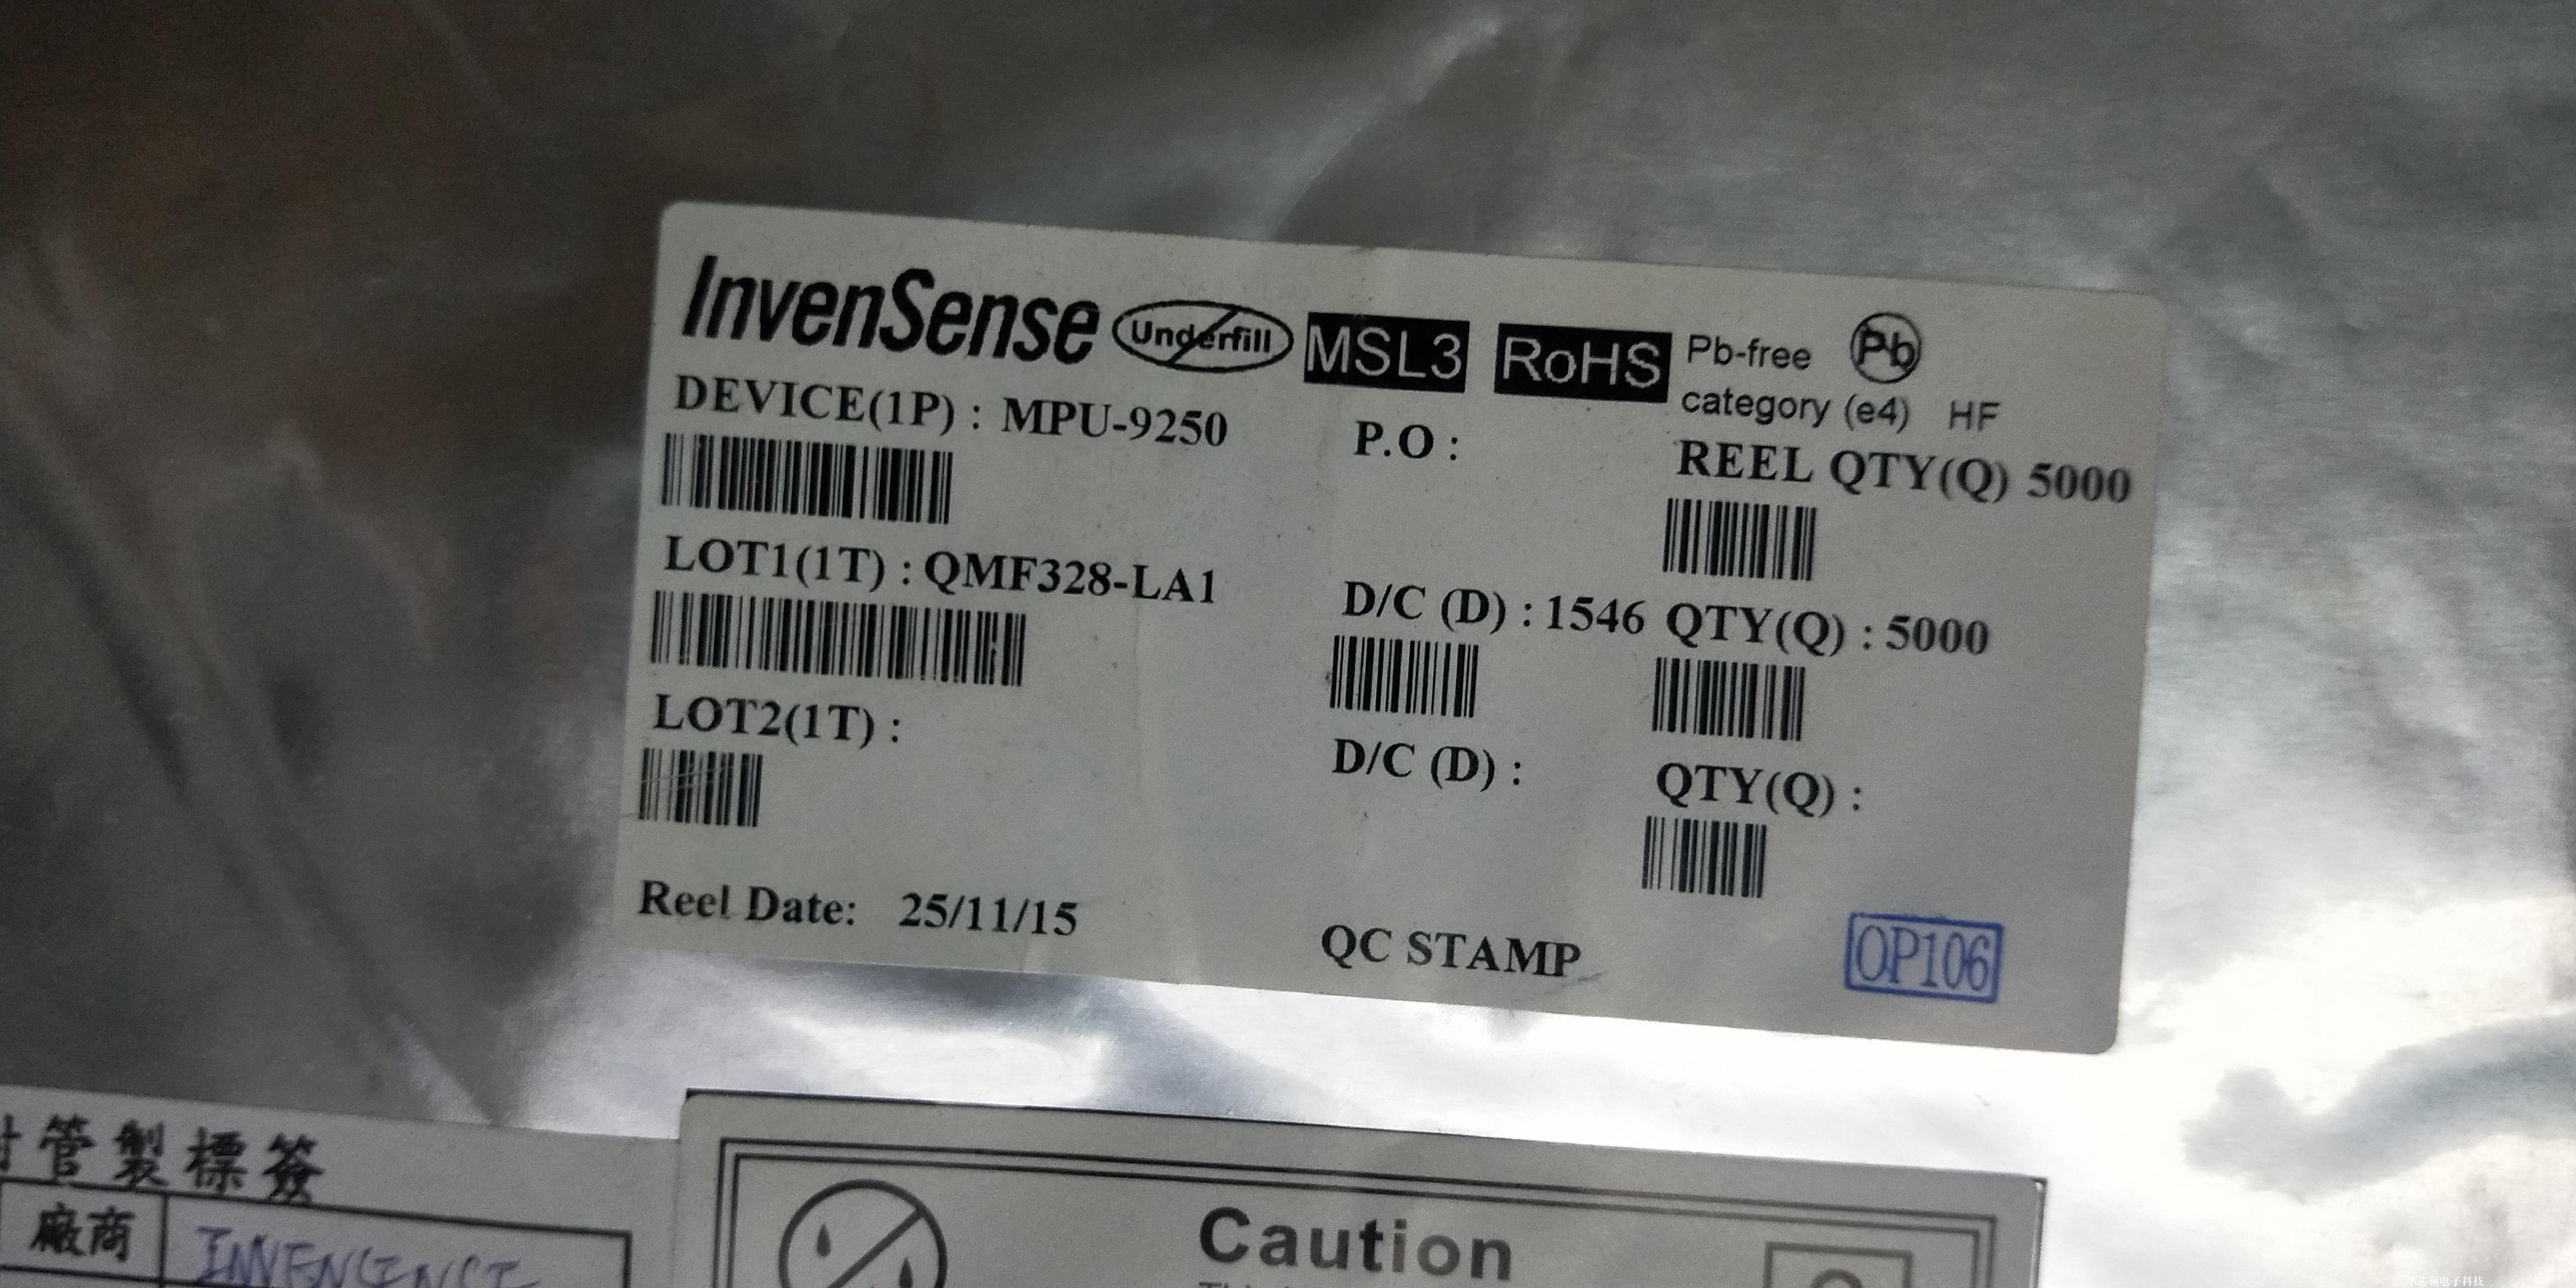 InvenSense Underfill MSL3 RoHS Pb-free Pb
category (e4) HF
DEVICE(1P) : MPU-9250
P.O :
REEL QTY(Q) 5000
LOT1(1T) : QMF328-LA1
D/C (D) : 1546 QTY(Q) : 5000
LOT2(1T) :
D/C (D) :
QTY(Q) :
Reel Date: 25/11/15
QC STAMP
OP106
管製標簽
廠商
INVENSENSE
Caution